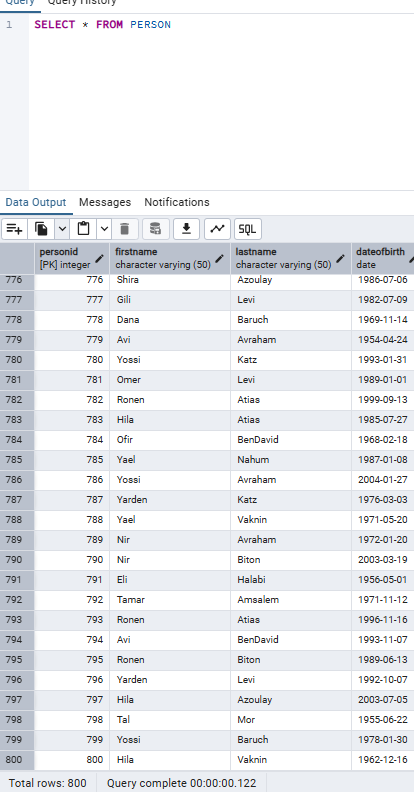 Query Query History
1 SELECT * FROM PERSON
Data Output Messages Notifications
SQL
personid firstname lastname dateofbirth
[PK] integer character varying (50) character varying (50) date
776 776 Shira Azoulay 1986-07-06
777 777 Gili Levi 1982-07-09
778 778 Dana Baruch 1969-11-14
779 779 Avi Avraham 1954-04-24
780 780 Yossi Katz 1993-01-31
781 781 Omer Levi 1989-01-01
782 782 Ronen Atias 1999-09-13
783 783 Hila Atias 1985-07-27
784 784 Ofir BenDavid 1968-02-18
785 785 Yael Nahum 1987-01-08
786 786 Yossi Avraham 2004-01-27
787 787 Yarden Katz 1976-03-03
788 788 Yael Vaknin 1971-05-20
789 789 Nir Avraham 1972-01-20
790 790 Nir Biton 2003-03-19
791 791 Eli Halabi 1956-05-01
792 792 Tamar Amsalem 1971-11-12
793 793 Ronen Atias 1996-11-16
794 794 Avi BenDavid 1993-11-07
795 795 Ronen Biton 1989-06-13
796 796 Yarden Levi 1992-10-07
797 797 Hila Azoulay 2003-07-05
798 798 Tal Mor 1955-06-22
799 799 Yossi Baruch 1978-01-30
800 800 Hila Vaknin 1962-12-16
Total rows: 800 Query complete 00:00:00.122